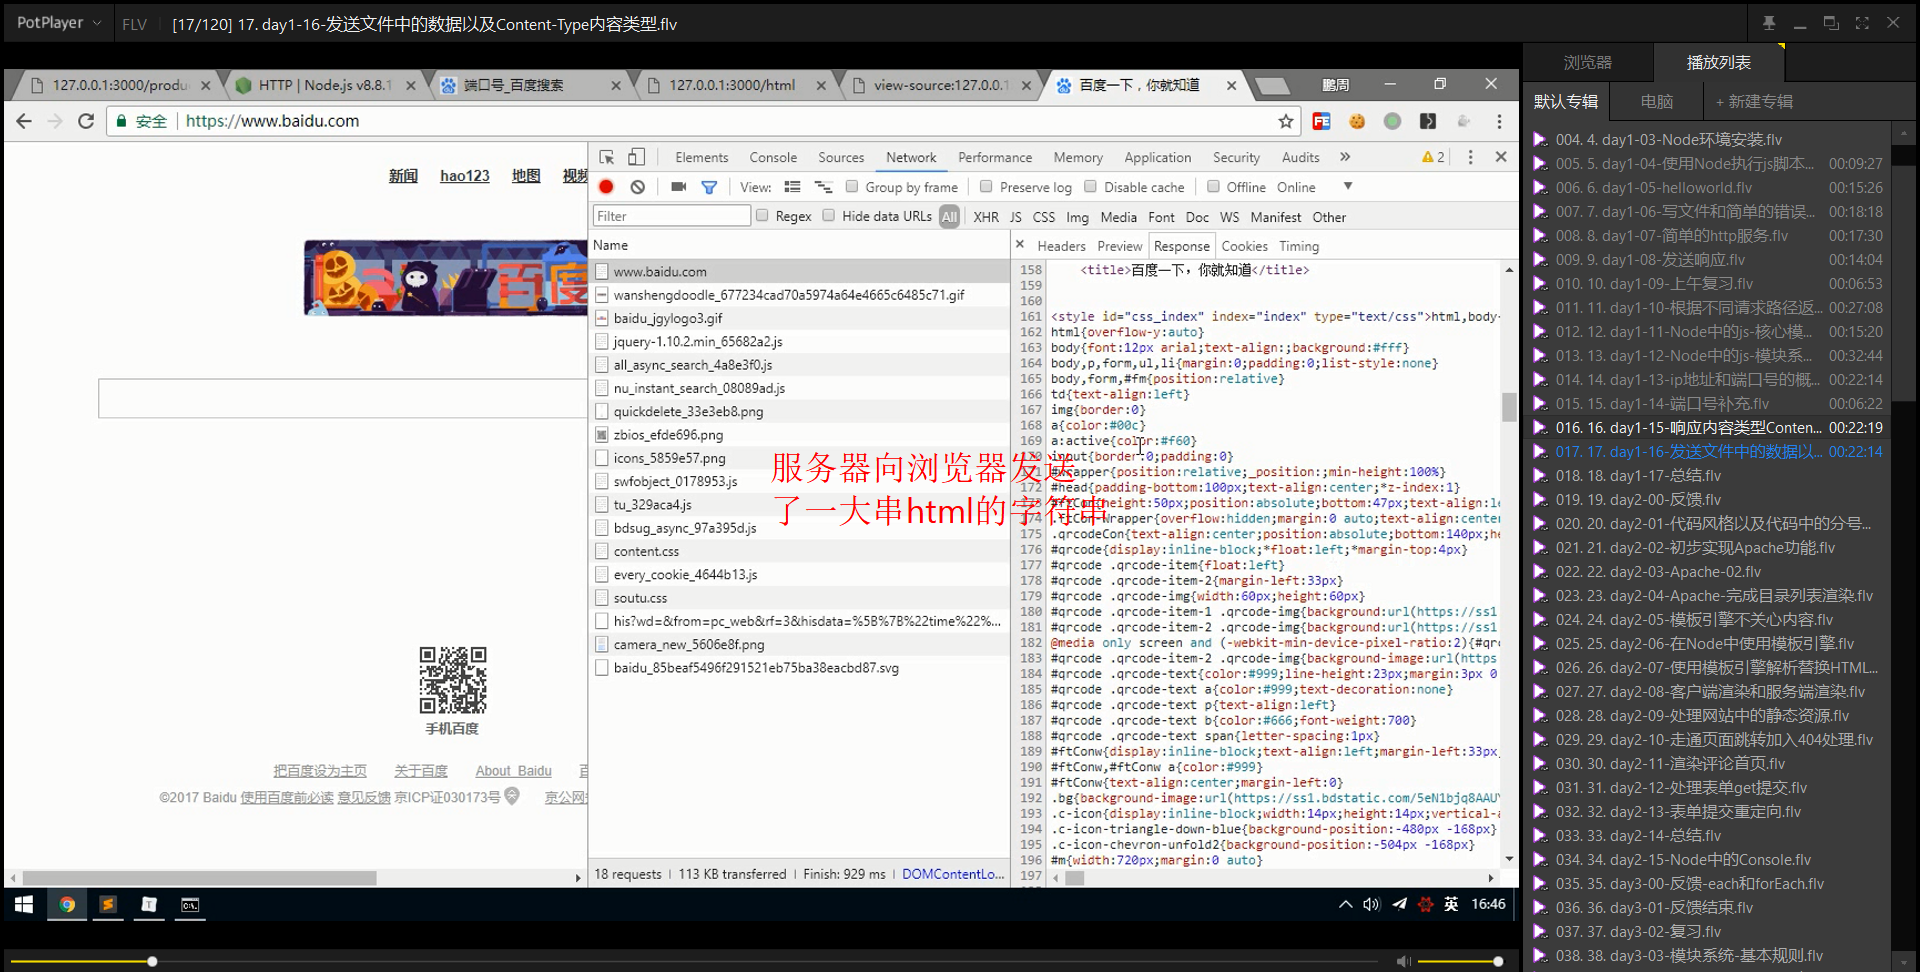 PotPlayer FLV [17/120] 17. day1-16-发送文件中的数据以及Content-Type内容类型.flv
127.0.0.1:3000/produ
HTTP | Node.js v8.8.1
端口号_百度搜索
127.0.0.1:3000/html
view-source:127.0.0.1
百度一下，你就知道
鹏周
安全 https://www.baidu.com
新闻 hao123 地图 视频
手机百度
把百度设为主页 关于百度 About Baidu
©2017 Baidu 使用百度前必读 意见反馈 京ICP证030173号 京公网
Elements Console Sources Network Performance Memory Application Security Audits » 2
View: Group by frame Preserve log Disable cache Offline Online
Filter Regex Hide data URLs All XHR JS CSS Img Media Font Doc WS Manifest Other
Name
www.baidu.com
wanshengdoodle_677234cad70a5974a64e4665c6485c71.gif
baidu_jgylogo3.gif
jquery-1.10.2.min_65682a2.js
all_async_search_4a8e3f0.js
nu_instant_search_08089ad.js
quickdelete_33e3eb8.png
zbios_efde696.png
icons_5859e57.png
swfobject_0178953.js
tu_329aca4.js
bdsug_async_97a395d.js
content.css
every_cookie_4644b13.js
soutu.css
his?wd=&from=pc_web&rf=3&hisdata=%5B%7B%22time%22%...
camera_new_5606e8f.png
baidu_85beaf5496f291521eb75ba38eacbd87.svg
18 requests | 113 KB transferred | Finish: 929 ms | DOMContentLo...
Headers Preview Response Cookies Timing
158 <title>百度一下，你就知道</title>
159
160
161 <style id="css_index" index="index" type="text/css">html,body
162 html{overflow-y:auto}
163 body{font:12px arial;text-align:;background:#fff}
164 body,p,form,ul,li{margin:0;padding:0;list-style:none}
165 body,form,#fm{position:relative}
166 td{text-align:left}
167 img{border:0}
168 a{color:#00c}
169 a:active{color:#f60}
170 input{border:0;padding:0}
171 #wrapper{position:relative;_position:;min-height:100%}
172 #head{padding-bottom:100px;text-align:center;*z-index:1}
173 height:50px;position:absolute;bottom:47px;text-align:le
174 Wrapper{overflow:hidden;margin:0 auto;text-align:center
175 .qrcodeCon{text-align:center;position:absolute;bottom:140px;he
176 #qrcode{display:inline-block;*float:left;*margin-top:4px}
177 #qrcode .qrcode-item{float:left}
178 #qrcode .qrcode-item-2{margin-left:33px}
179 #qrcode .qrcode-img{width:60px;height:60px}
180 #qrcode .qrcode-item-1 .qrcode-img{background:url(https://ss1
181 #qrcode .qrcode-item-2 .qrcode-img{background:url(https://ss1
182 @media only screen and (-webkit-min-device-pixel-ratio:2){#qrc
183 #qrcode .qrcode-item-2 .qrcode-img{background-image:url(https
184 #qrcode .qrcode-text{color:#999;line-height:23px;margin:3px 0
185 #qrcode .qrcode-text a{color:#999;text-decoration:none}
186 #qrcode .qrcode-text p{text-align:left}
187 #qrcode .qrcode-text b{color:#666;font-weight:700}
188 #qrcode .qrcode-text span{letter-spacing:1px}
189 #ftConw{display:inline-block;text-align:left;margin-left:33px
190 #ftConw,#ftConw a{color:#999}
191 #ftConw{text-align:center;margin-left:0}
192 .bg{background-image:url(https://ss1.bdstatic.com/5eN1bjq8AAUY
193 .c-icon{display:inline-block;width:14px;height:14px;vertical-a
194 .c-icon-triangle-down-blue{background-position:-480px -168px}
195 .c-icon-chevron-unfold2{background-position:-504px -168px}
196 #m{width:720px;margin:0 auto}
197
服务器向浏览器发送
了一大串html的字符串
英 16:46
浏览器 播放列表
默认专辑 电脑 + 新建专辑
004. 4. day1-03-Node环境安装.flv
005. 5. day1-04-使用Node执行js脚本... 00:09:27
006. 6. day1-05-helloworld.flv 00:15:26
007. 7. day1-06-写文件和简单的错误... 00:18:18
008. 8. day1-07-简单的http服务.flv 00:17:30
009. 9. day1-08-发送响应.flv 00:14:04
010. 10. day1-09-上午复习.flv 00:06:53
011. 11. day1-10-根据不同请求路径返... 00:27:08
012. 12. day1-11-Node中的js-核心模... 00:15:20
013. 13. day1-12-Node中的js-模块系... 00:32:44
014. 14. day1-13-ip地址和端口号的概... 00:22:14
015. 15. day1-14-端口号补充.flv 00:06:22
016. 16. day1-15-响应内容类型Conten... 00:22:19
017. 17. day1-16-发送文件中的数据以... 00:22:14
018. 18. day1-17-总结.flv
019. 19. day2-00-反馈.flv
020. 20. day2-01-代码风格以及代码中的分号...
021. 21. day2-02-初步实现Apache功能.flv
022. 22. day2-03-Apache-02.flv
023. 23. day2-04-Apache-完成目录列表渲染.flv
024. 24. day2-05-模板引擎不关心内容.flv
025. 25. day2-06-在Node中使用模板引擎.flv
026. 26. day2-07-使用模板引擎解析替换HTML...
027. 27. day2-08-客户端渲染和服务端渲染.flv
028. 28. day2-09-处理网站中的静态资源.flv
029. 29. day2-10-走通页面跳转加入404处理.flv
030. 30. day2-11-渲染评论首页.flv
031. 31. day2-12-处理表单get提交.flv
032. 32. day2-13-表单提交重定向.flv
033. 33. day2-14-总结.flv
034. 34. day2-15-Node中的Console.flv
035. 35. day3-00-反馈-each和forEach.flv
036. 36. day3-01-反馈结束.flv
037. 37. day3-02-复习.flv
038. 38. day3-03-模块系统-基本规则.flv